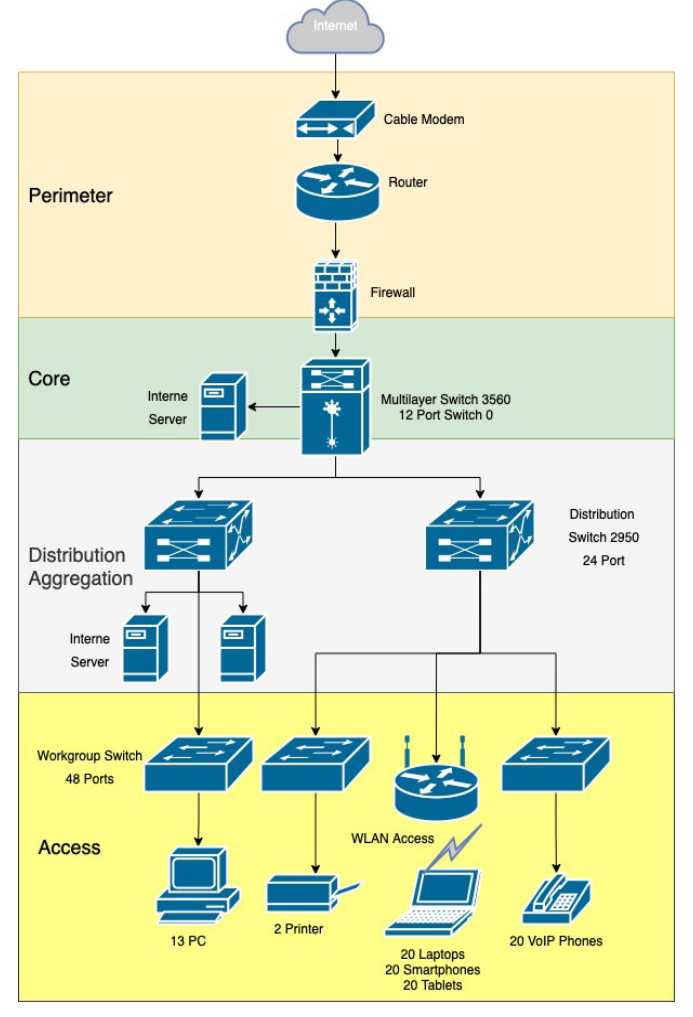 Internet
Cable Modem
Router
Perimeter
Firewall
Core
Interne
Server
Multilayer Switch 3560
12 Port Switch 0
Distribution
Switch 2950
24 Port
Distribution
Aggregation
Interne
Server
Workgroup Switch
48 Ports
WLAN Access
Access
13 PC
2 Printer
20 Laptops
20 Smartphones
20 Tablets
20 VoIP Phones